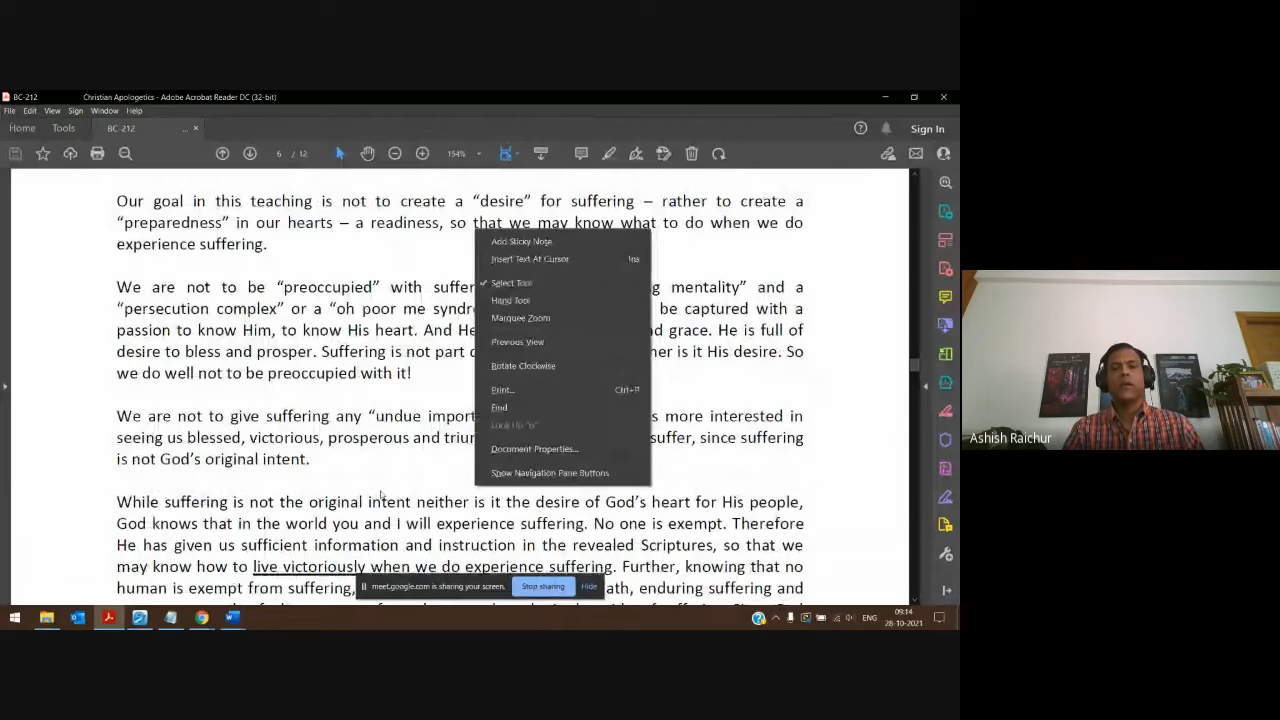 BC-212 Christian Apologetics - Adobe Acrobat Reader DC (32-bit)
File Edit View Sign Window Help
Home Tools BC-212 ... × Sign In
6 / 12 154%
Our goal in this teaching is not to create a “desire” for suffering – rather to create a
“preparedness” in our hearts – a readiness, so that we may know what to do when we do
experience suffering.
We are not to be “preoccupied” with suffer g mentality” and a
“persecution complex” or a “oh poor me syndr be captured with a
passion to know Him, to know His heart. And He d grace. He is full of
desire to bless and prosper. Suffering is not part o her is it His desire. So
we do well not to be preoccupied with it!
We are not to give suffering any “undue import s more interested in
seeing us blessed, victorious, prosperous and triun suffer, since suffering
is not God’s original intent.
While suffering is not the original intent neither is it the desire of God’s heart for His people,
God knows that in the world you and I will experience suffering. No one is exempt. Therefore
He has given us sufficient information and instruction in the revealed Scriptures, so that we
may know how to live victoriously when we do experience suffering. Further, knowing that no
human is exempt from suffering, ath, enduring suffering and
Add Sticky Note
Insert Text At Cursor Ins
Select Tool
Hand Tool
Marquee Zoom
Previous View
Rotate Clockwise
Print... Ctrl+P
Find
Look Up "is"
Document Properties...
Show Navigation Pane Buttons
meet.google.com is sharing your screen. Stop sharing Hide
ENG 09:14
28-10-2021
Ashish Raichur